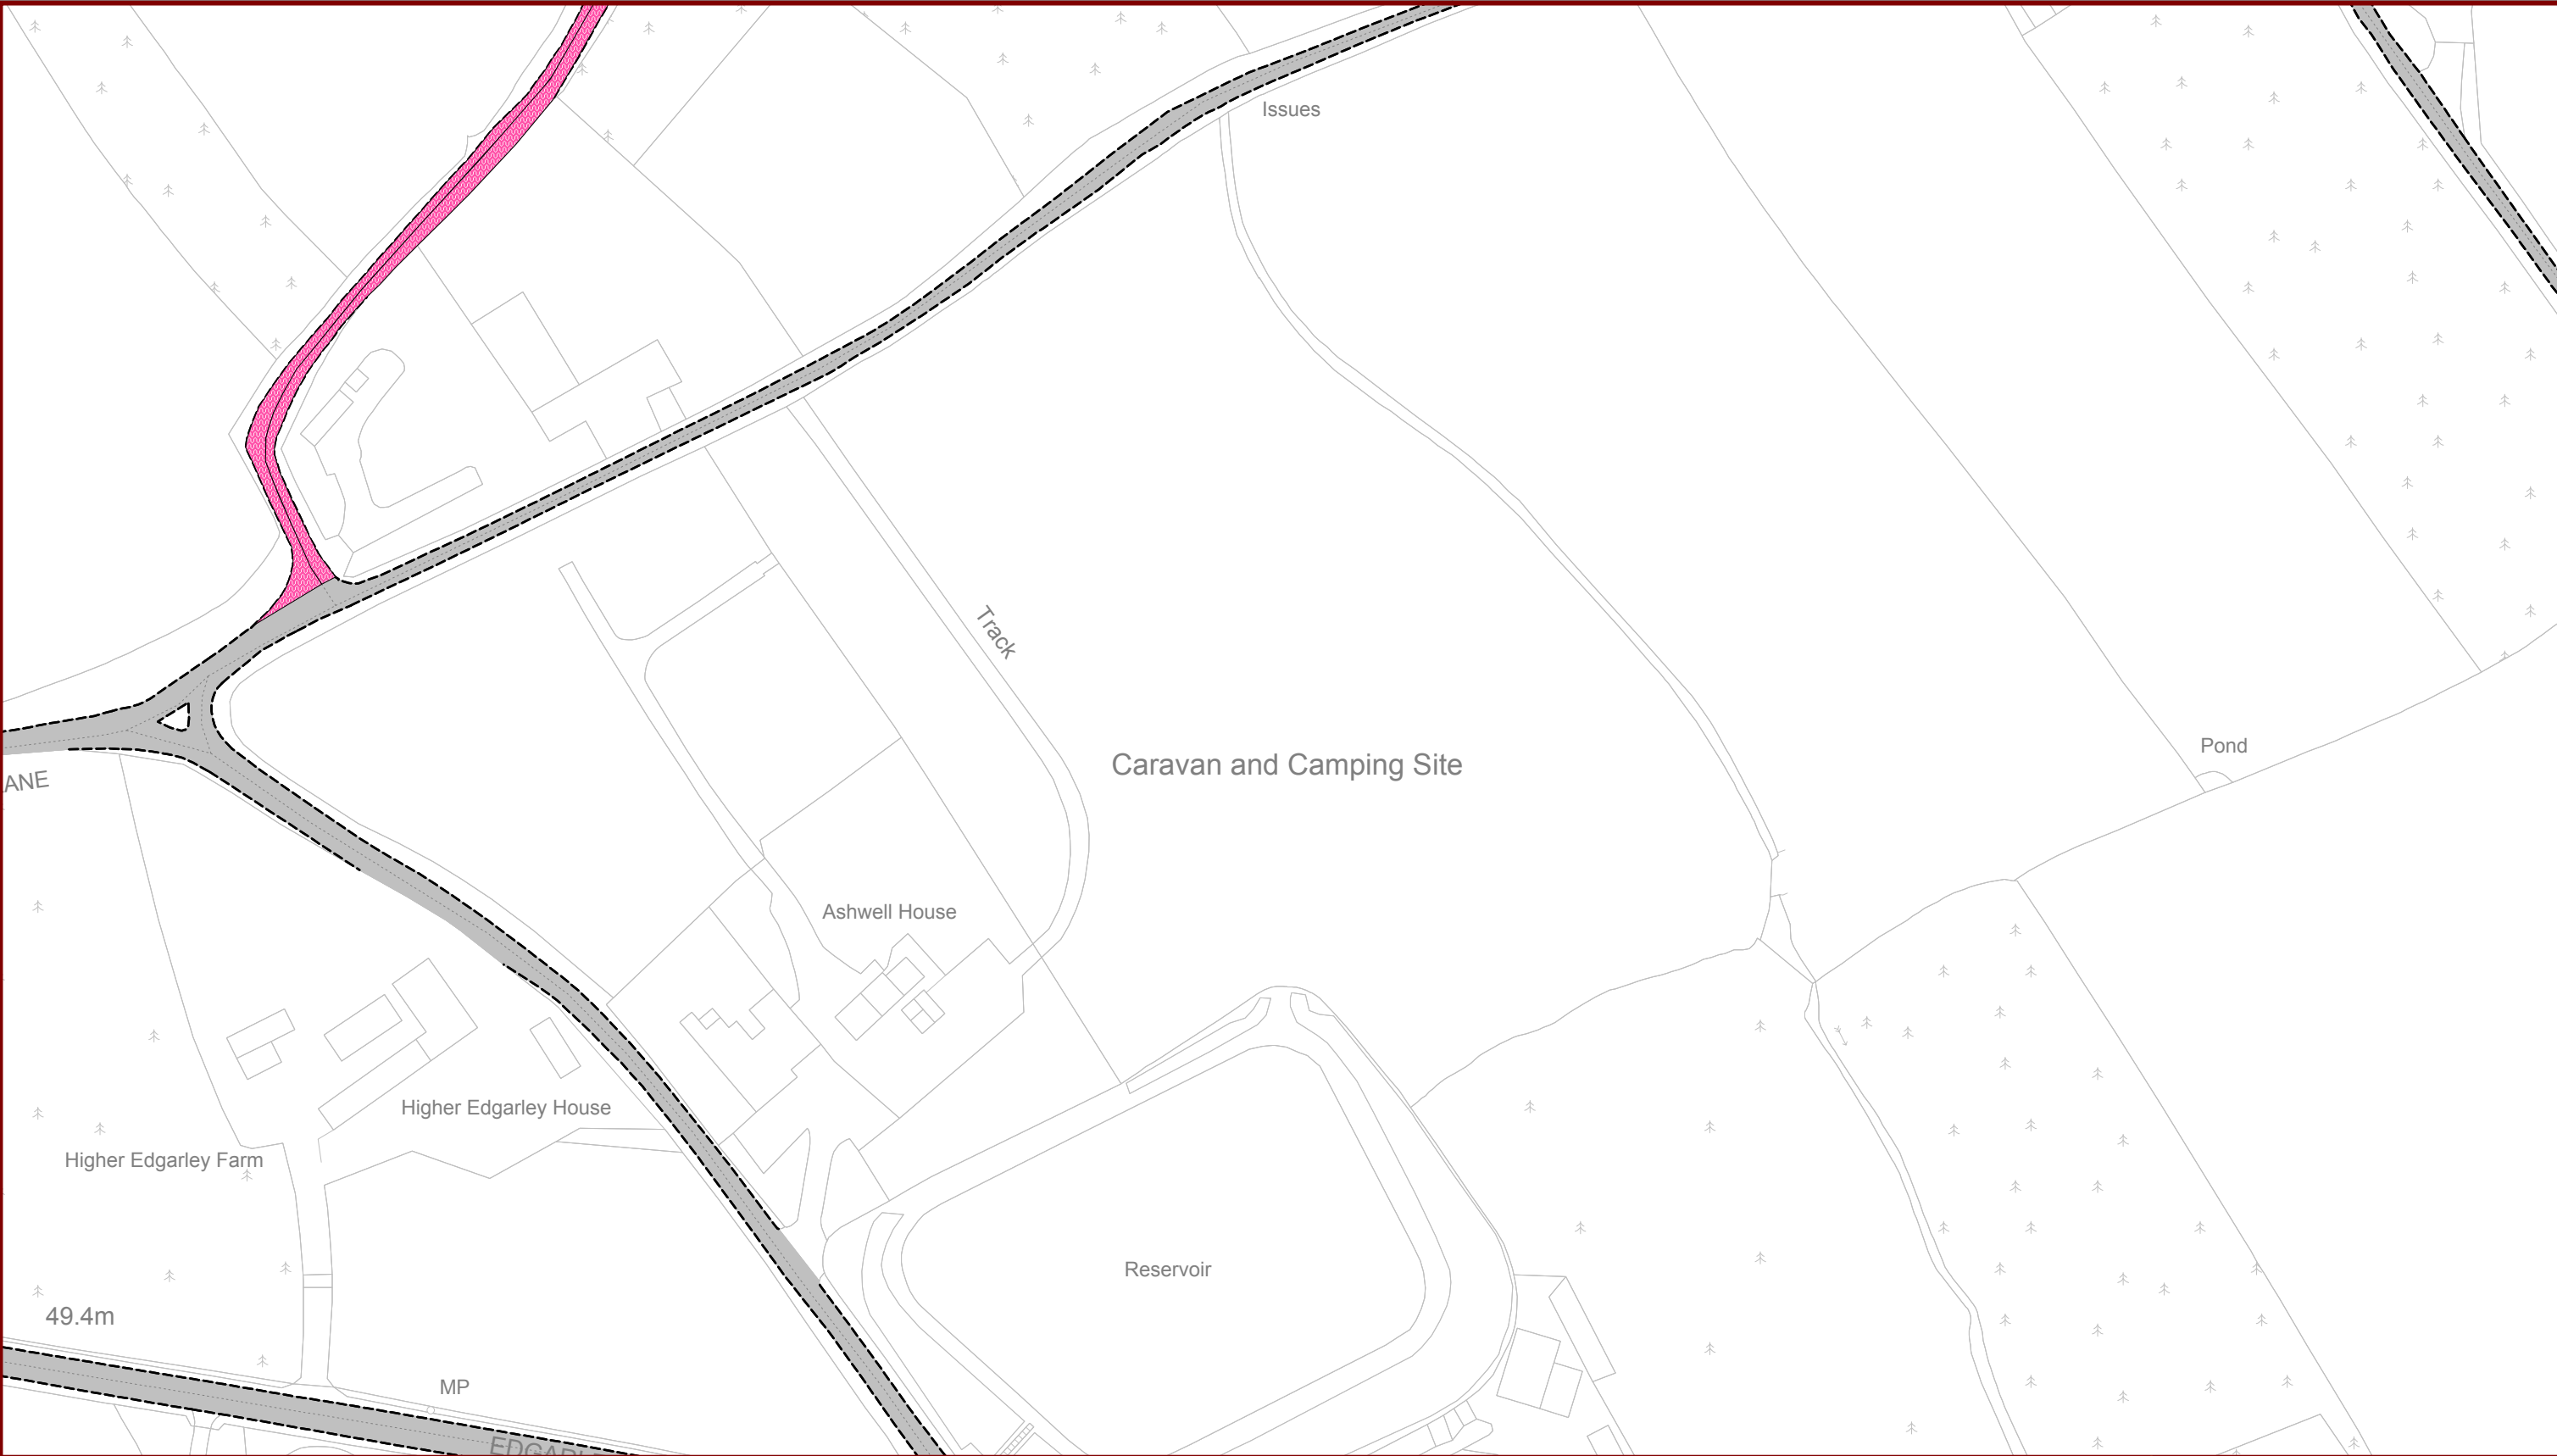 Issues
Track
Pond
Caravan and Camping Site
ANE
Ashwell House
Higher Edgarley House
Higher Edgarley Farm
Reservoir
49.4m
MP